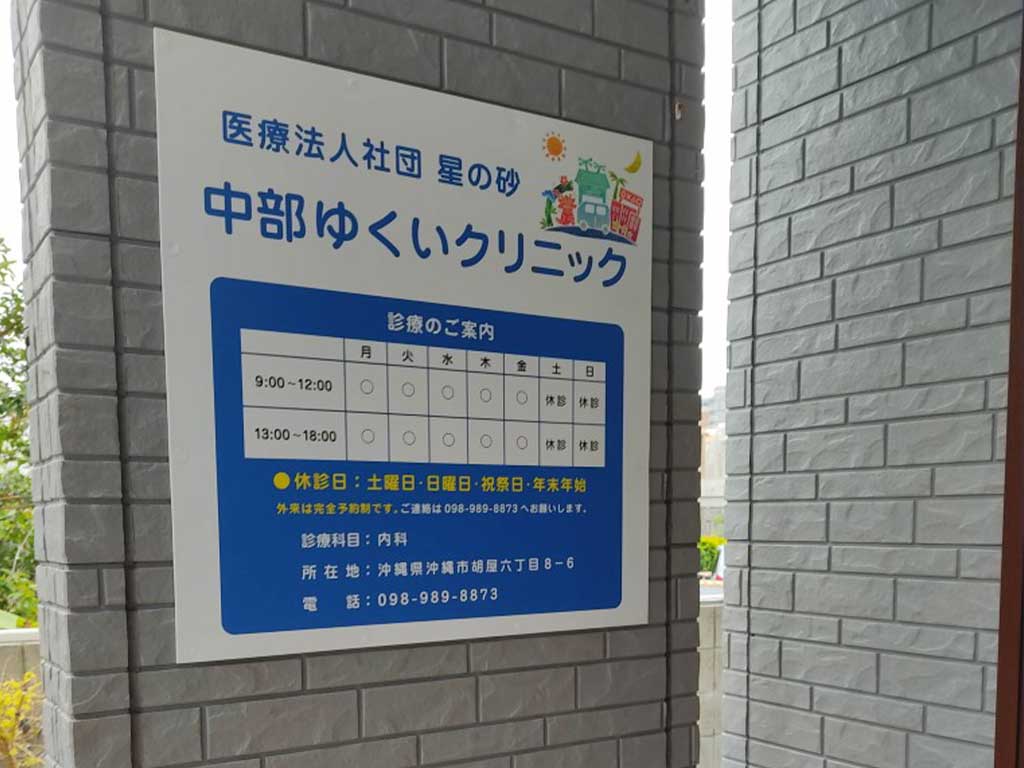 医療法人社団 星の砂
中部ゆくいクリニック
診療のご案内
月 火 水 木 金 土 日
9:00～12:00 ○ ○ ○ ○ ○ 休診 休診
13:00～18:00 ○ ○ ○ ○ ○ 休診 休診
●休診日：土曜日・日曜日・祝祭日・年末年始
外来は完全予約制です。ご連絡は098-989-8873へお願いします。
診療科目：内科
所在地：沖縄県沖縄市胡屋六丁目8－6
電　話：098-989-8873